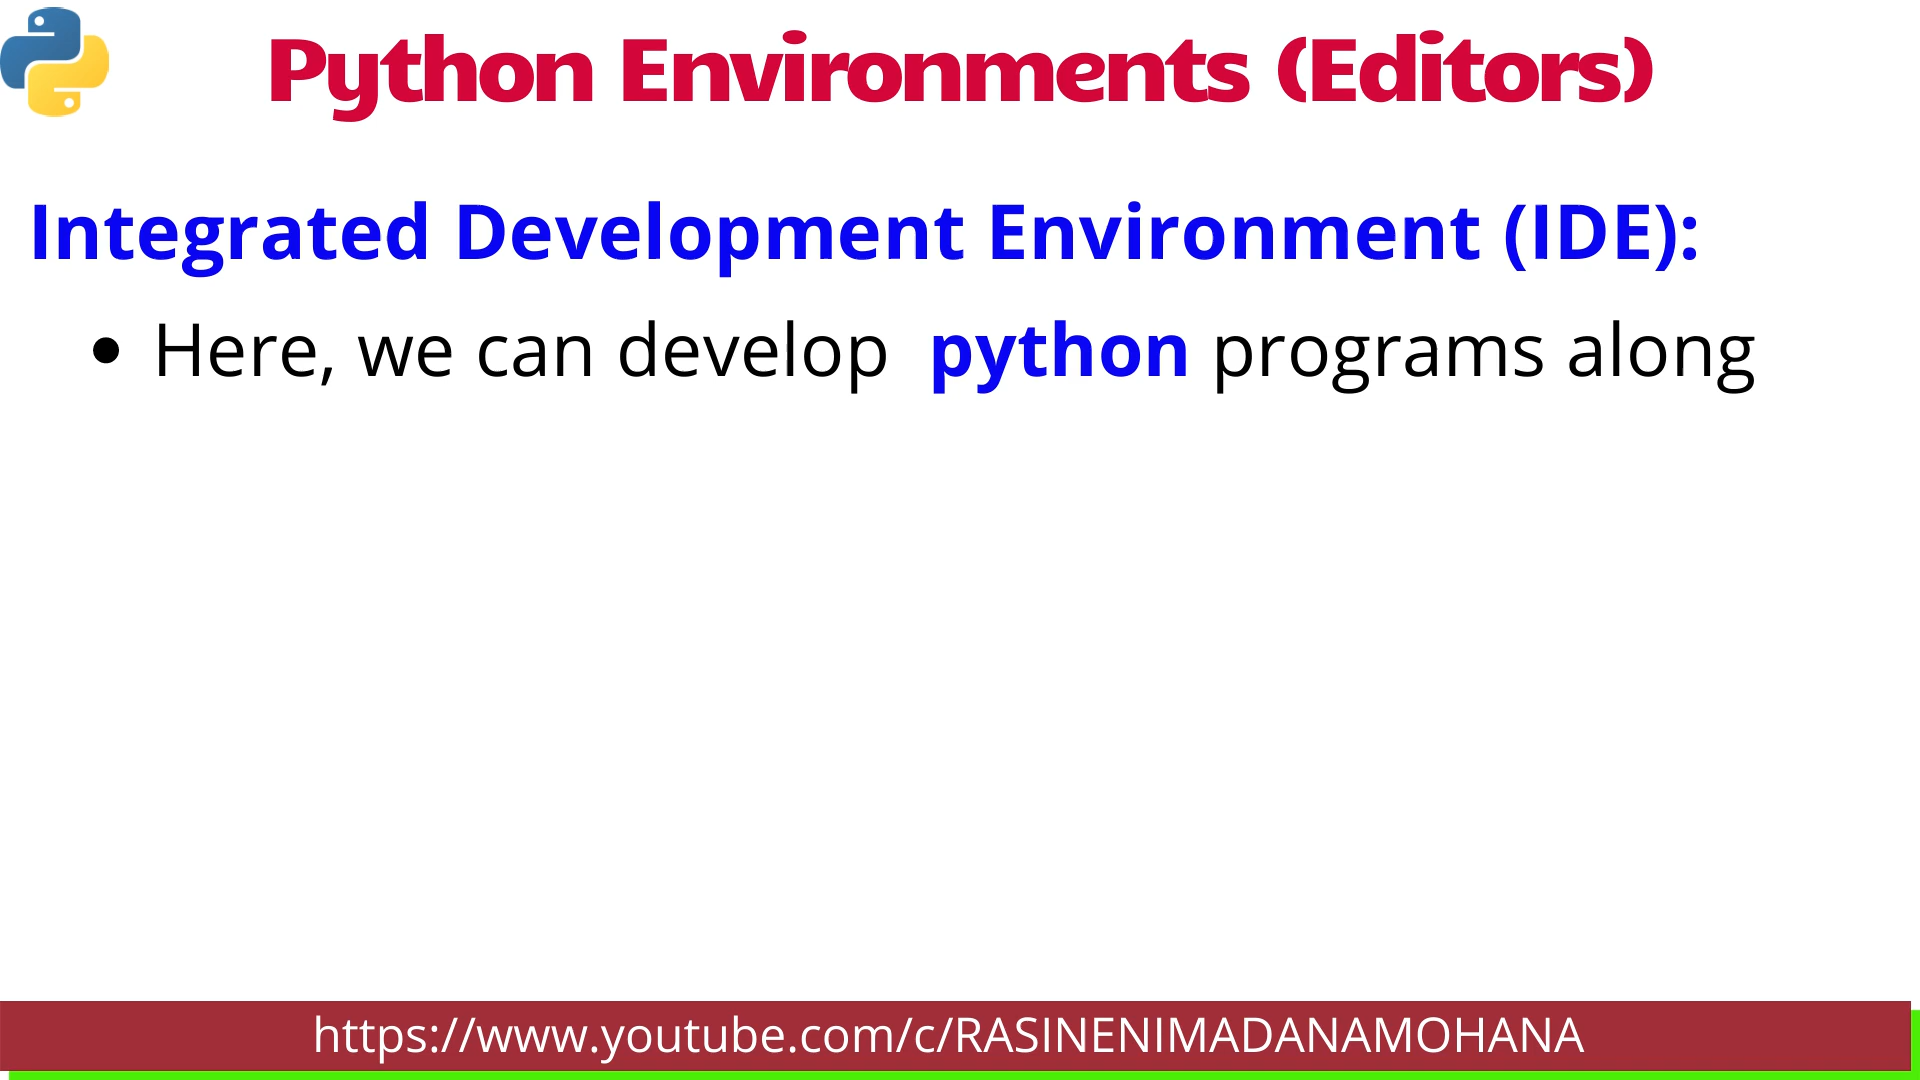 Python Environments (Editors)
Integrated Development Environment (IDE):
• Here, we can develop python programs along
https://www.youtube.com/c/RASINENIMADANAMOHANA